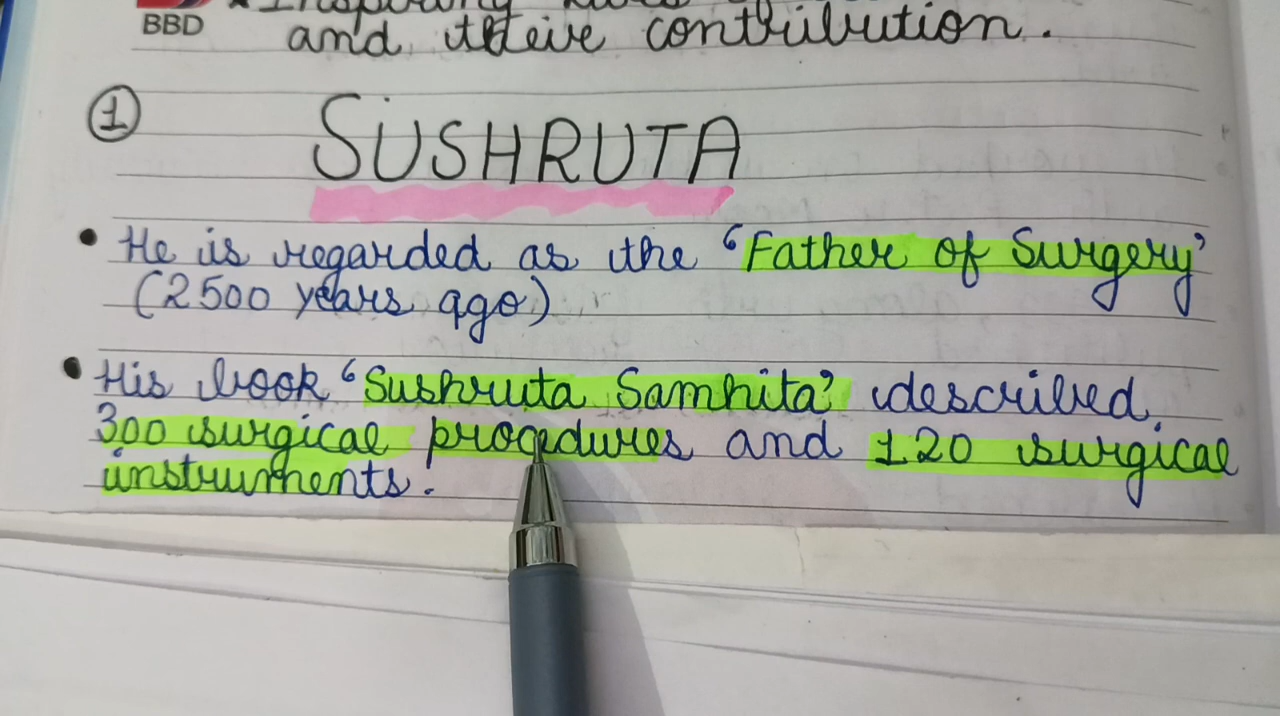 BBD
and their contribution.
1 SUSHRUTA
• He is regarded as the ‘Father of Surgery’
(2500 years ago)
• His book ‘Sushruta Samhita’ described
300 surgical procedures and 120 surgical
instruments.